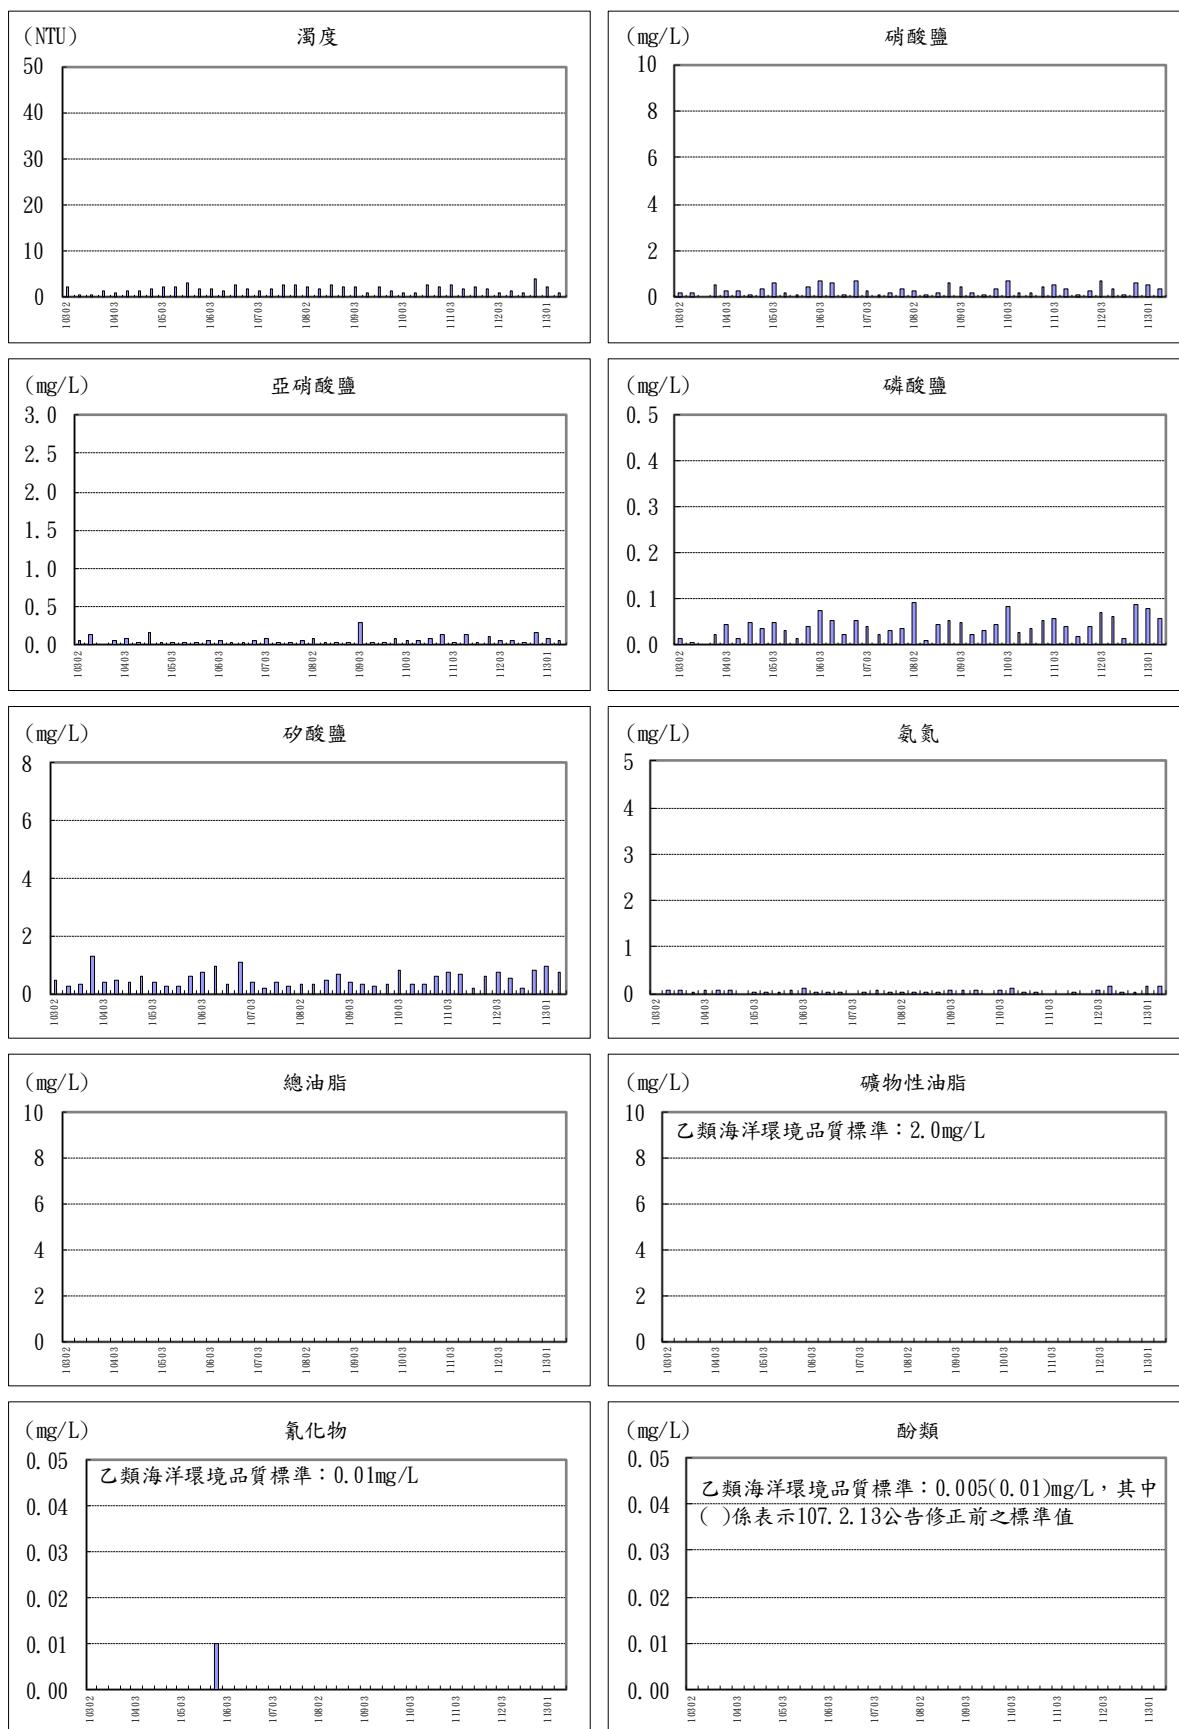 (NTU) 濁度
50
40
30
20
10
0
10302 10403 10503 10603 10703 10802 10903 11003 11103 11203 11301
(mg/L) 硝酸鹽
10
8
6
4
2
0
10302 10403 10503 10603 10703 10802 10903 11003 11103 11203 11301
(mg/L) 亞硝酸鹽
3.0
2.5
2.0
1.5
1.0
0.5
0.0
10302 10403 10503 10603 10703 10802 10903 11003 11103 11203 11301
(mg/L) 磷酸鹽
0.5
0.4
0.3
0.2
0.1
0.0
10302 10403 10503 10603 10703 10802 10903 11003 11103 11203 11301
(mg/L) 矽酸鹽
8
6
4
2
0
10302 10403 10503 10603 10703 10802 10903 11003 11103 11203 11301
(mg/L) 氨氮
5
4
3
2
1
0
10302 10403 10503 10603 10703 10802 10903 11003 11103 11203 11301
(mg/L) 總油脂
10
8
6
4
2
0
10302 10403 10503 10603 10703 10802 10903 11003 11103 11203 11301
(mg/L) 礦物性油脂
乙類海洋環境品質標準：2.0mg/L
10
8
6
4
2
0
10302 10403 10503 10603 10703 10802 10903 11003 11103 11203 11301
(mg/L) 氰化物
乙類海洋環境品質標準：0.01mg/L
0.05
0.04
0.03
0.02
0.01
0.00
10302 10403 10503 10603 10703 10802 10903 11003 11103 11203 11301
(mg/L) 酚類
乙類海洋環境品質標準：0.005(0.01)mg/L，其中
( )係表示107.2.13公告修正前之標準值
0.05
0.04
0.03
0.02
0.01
0.00
10302 10403 10503 10603 10703 10802 10903 11003 11103 11203 11301